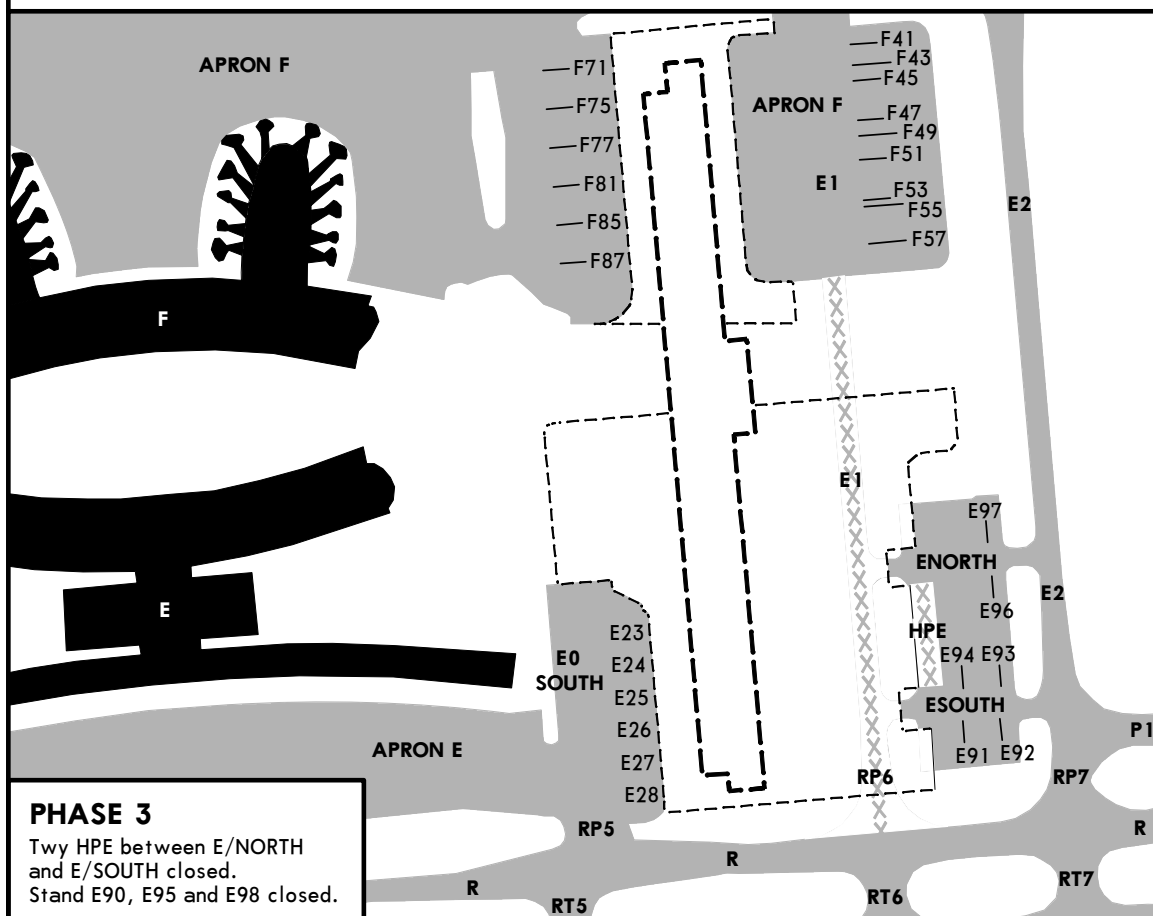 APRON F
F71
F75
F77
F81
F85
F87
APRON F
E1
F41
F43
F45
F47
F49
F51
F53
F55
F57
E2
F
E
E1
E97
ENORTH
E96
E2
HPE
E94
E93
ESOUTH
E91
E92
E0
SOUTH
E23
E24
E25
E26
E27
E28
APRON E
RP6
RP7
P1
RP5
R
R
R
RT5
RT6
RT7
PHASE 3
Twy HPE between E/NORTH
and E/SOUTH closed.
Stand E90, E95 and E98 closed.